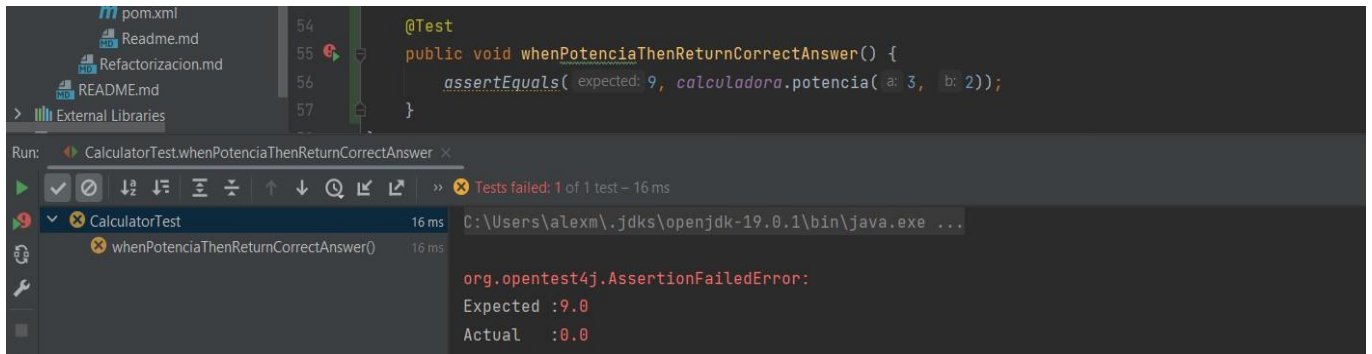 pom.xml
Readme.md
Refactorizacion.md
README.md
External Libraries
54 @Test
55 public void whenPotenciaThenReturnCorrectAnswer() {
56 assertEquals( expected: 9, calculadora.potencia( a: 3, b: 2));
57 }
Run: CalculatorTest.whenPotenciaThenReturnCorrectAnswer
Tests failed: 1 of 1 test – 16 ms
CalculatorTest 16 ms
whenPotenciaThenReturnCorrectAnswer() 16 ms
C:\Users\alexm\.jdks\openjdk-19.0.1\bin\java.exe ...
org.opentest4j.AssertionFailedError:
Expected :9.0
Actual :0.0